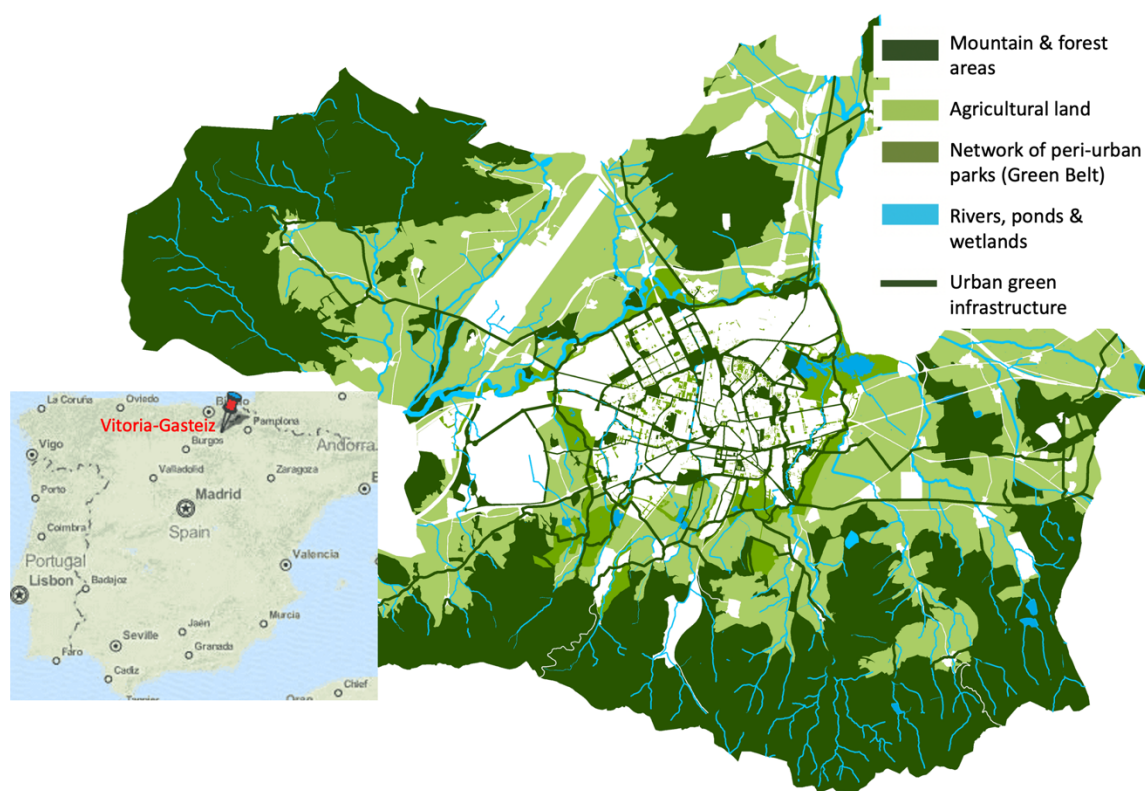 Mountain & forest
areas
Agricultural land
Network of peri-urban
parks (Green Belt)
Rivers, ponds &
wetlands
Urban green
infrastructure
La Coruña
Oviedo
Vitoria-Gasteiz
Pamplona
Andorra
Vigo
Burgos
Valladolid
Zaragoza
Porto
Madrid
Coimbra
Spain
Portugal
Valencia
Lisbon
Badajoz
Murcia
Jaén
Seville
Granada
Faro
Cadiz
Chlef